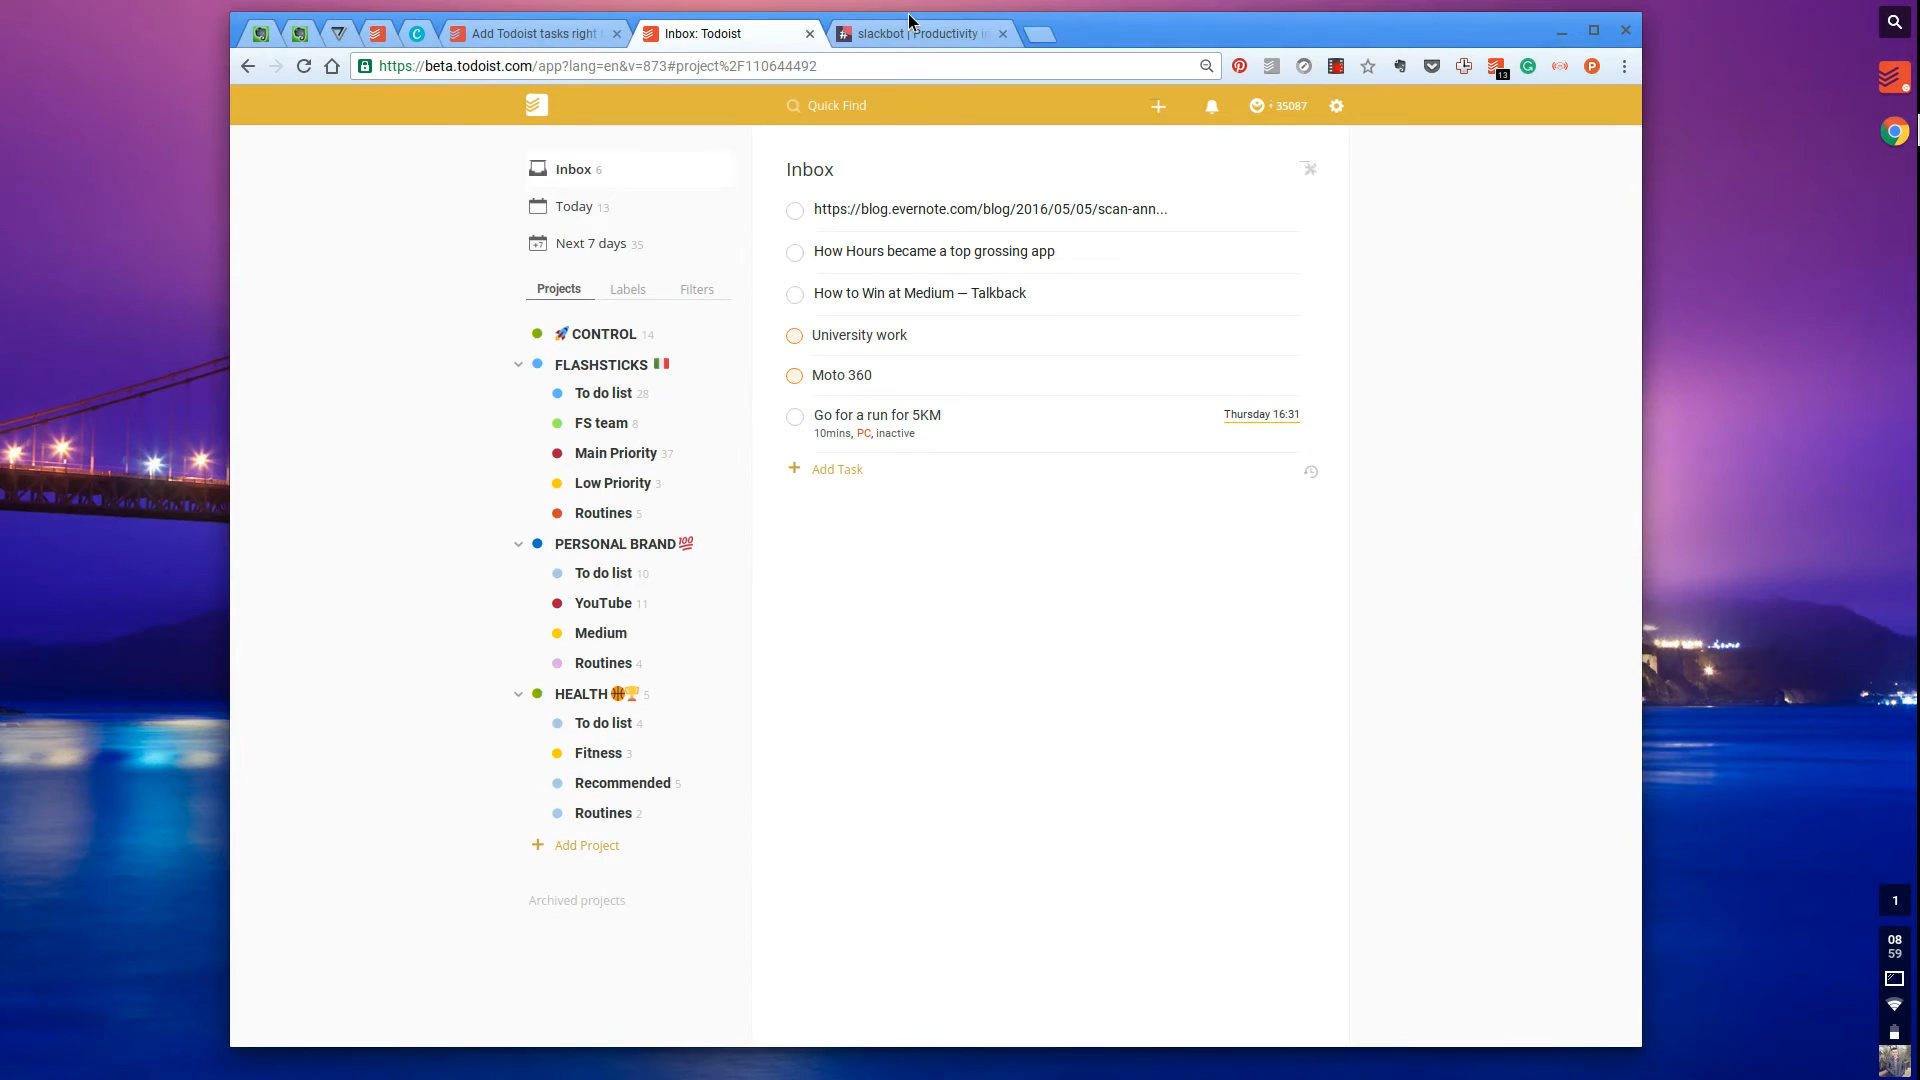 Add Todoist tasks right
Inbox: Todoist
slackbot | Productivity in
https://beta.todoist.com/app?lang=en&v=873#project%2F110644492
13
Quick Find
35087
Inbox 6
Today 13
+7
Next 7 days 35
Projects
Labels
Filters
CONTROL 14
FLASHSTICKS
To do list 28
FS team 8
Main Priority 37
Low Priority 3
Routines 5
PERSONAL BRAND 100
To do list 10
YouTube 11
Medium
Routines 4
HEALTH 5
To do list 4
Fitness 3
Recommended 5
Routines 2
Add Project
Archived projects
Inbox
https://blog.evernote.com/blog/2016/05/05/scan-ann...
How Hours became a top grossing app
How to Win at Medium — Talkback
University work
Moto 360
Go for a run for 5KM
Thursday 16:31
10mins, PC, inactive
Add Task
1
08
59